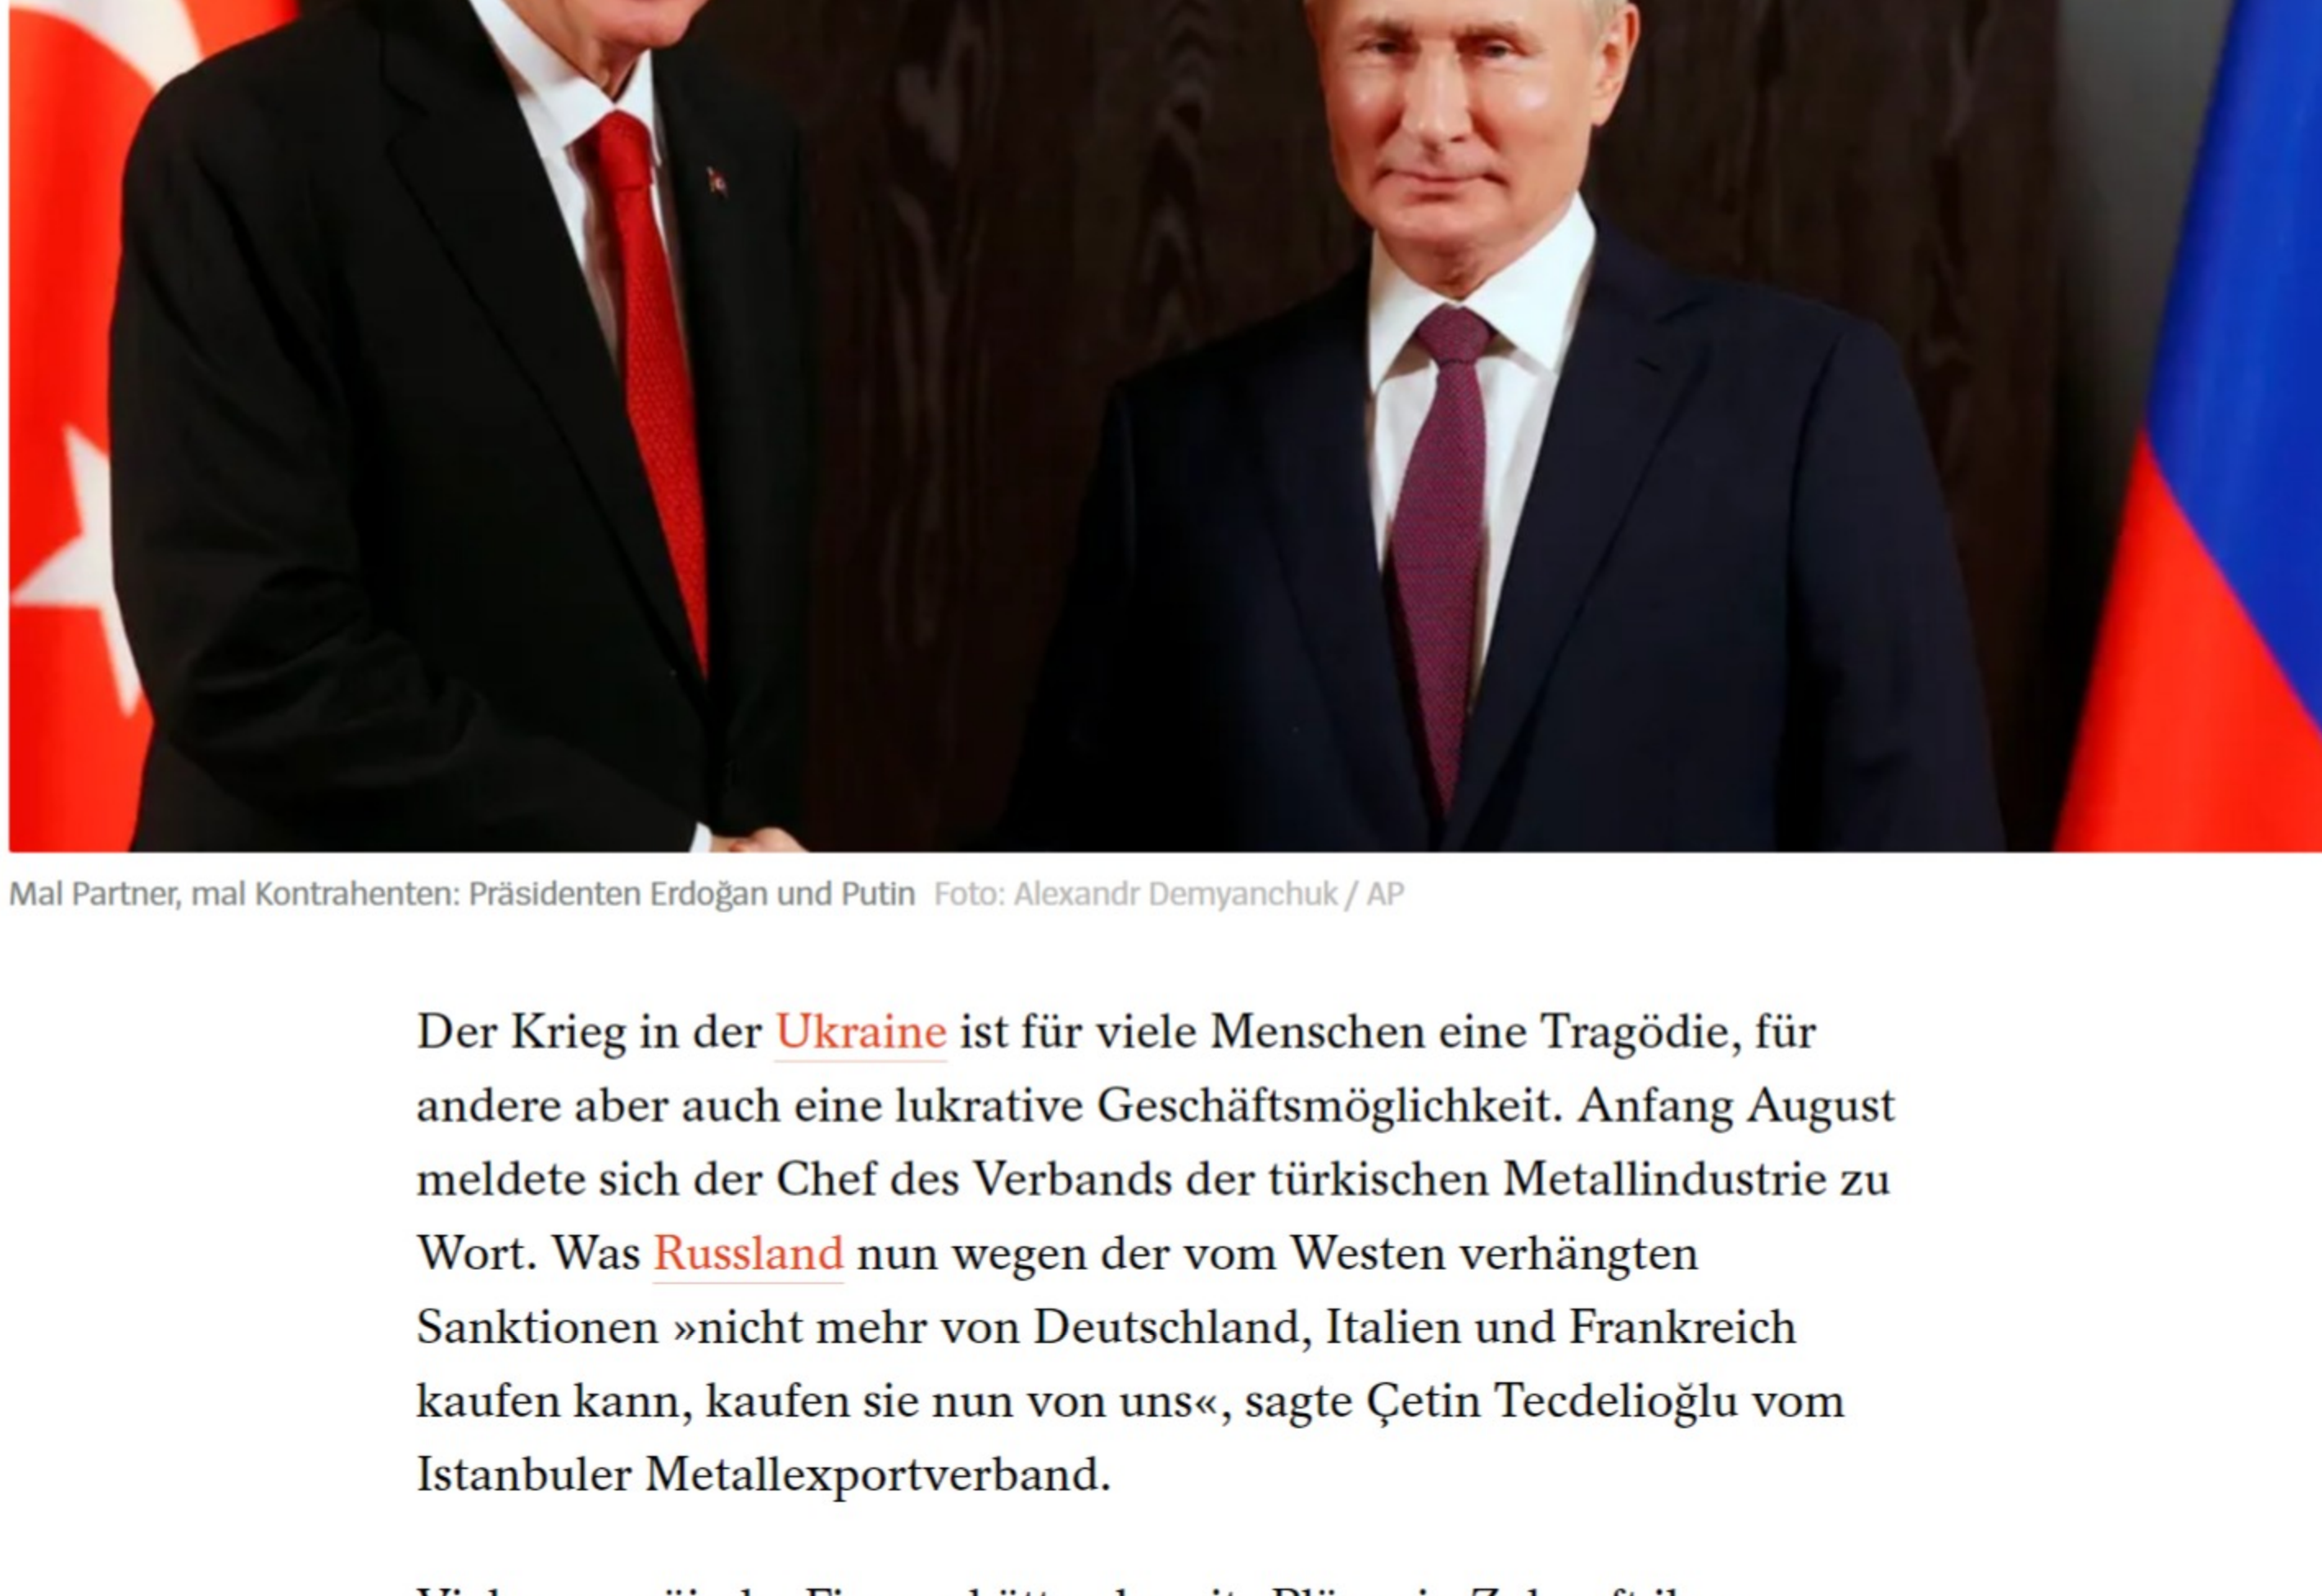 Mal Partner, mal Kontrahenten: Präsidenten Erdoğan und Putin Foto: Alexandr Demyanchuk / AP
Der Krieg in der Ukraine ist für viele Menschen eine Tragödie, für
andere aber auch eine lukrative Geschäftsmöglichkeit. Anfang August
meldete sich der Chef des Verbands der türkischen Metallindustrie zu
Wort. Was Russland nun wegen der vom Westen verhängten
Sanktionen »nicht mehr von Deutschland, Italien und Frankreich
kaufen kann, kaufen sie nun von uns«, sagte Çetin Tecdelioğlu vom
Istanbuler Metallexportverband.